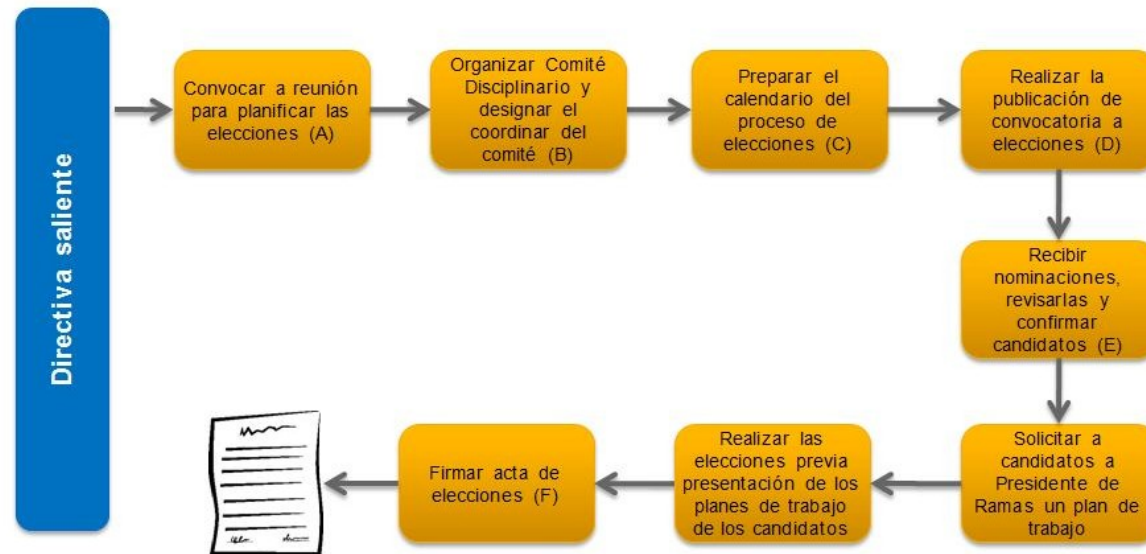 Directiva saliente
Convocar a reunión
para planificar las
elecciones (A)
Organizar Comité
Disciplinario y
designar el
coordinar del
comité (B)
Preparar el
calendario del
proceso de
elecciones (C)
Realizar la
publicación de
convocatoria a
elecciones (D)
Recibir
nominaciones,
revisarlas y
confirmar
candidatos (E)
Solicitar a
candidatos a
Presidente de
Ramas un plan de
trabajo
Realizar las
elecciones previa
presentación de los
planes de trabajo
de los candidatos
Firmar acta de
elecciones (F)